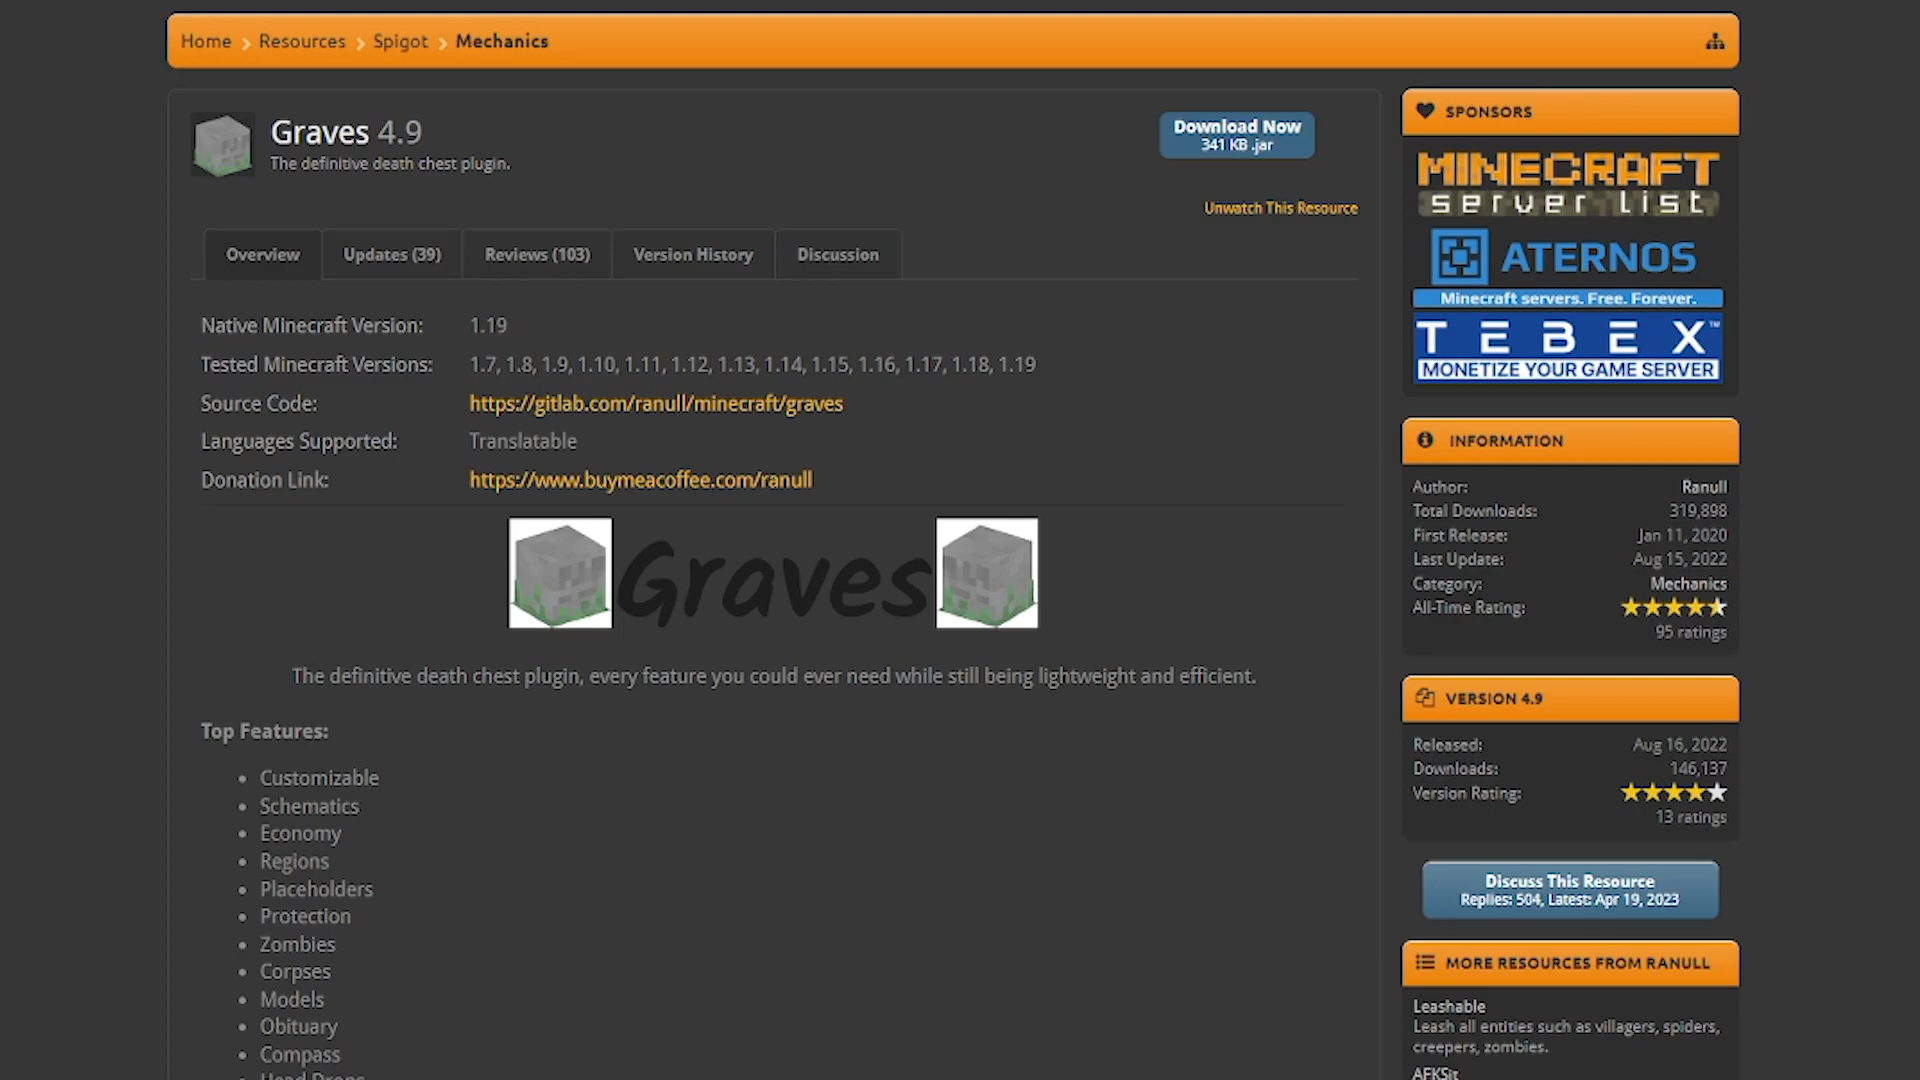 Home
Resources
Spigot
Mechanics
Graves 4.9
The definitive death chest plugin.
Download Now
341 KB .jar
Unwatch This Resource
Overview
Updates (39)
Reviews (103)
Version History
Discussion
Native Minecraft Version: 1.19
Tested Minecraft Versions: 1.7, 1.8, 1.9, 1.10, 1.11, 1.12, 1.13, 1.14, 1.15, 1.16, 1.17, 1.18, 1.19
Source Code: https://gitlab.com/ranull/minecraft/graves
Languages Supported: Translatable
Donation Link: https://www.buymeacoffee.com/ranull
Graves
The definitive death chest plugin, every feature you could ever need while still being lightweight and efficient.
Top Features:
Customizable
Schematics
Economy
Regions
Placeholders
Protection
Zombies
Corpses
Models
Obituary
Compass
Head Drops
SPONSORS
MINECRAFT
server list
ATERNOS
Minecraft servers. Free. Forever.
TEBEX™
MONETIZE YOUR GAME SERVER
INFORMATION
Author: Ranull
Total Downloads: 319,898
First Release: Jan 11, 2020
Last Update: Aug 15, 2022
Category: Mechanics
All-Time Rating:
95 ratings
VERSION 4.9
Released: Aug 16, 2022
Downloads: 146,137
Version Rating:
13 ratings
Discuss This Resource
Replies: 504, Latest: Apr 19, 2023
MORE RESOURCES FROM RANULL
Leashable
Leash all entities such as villagers, spiders,
creepers, zombies.
AFKSit